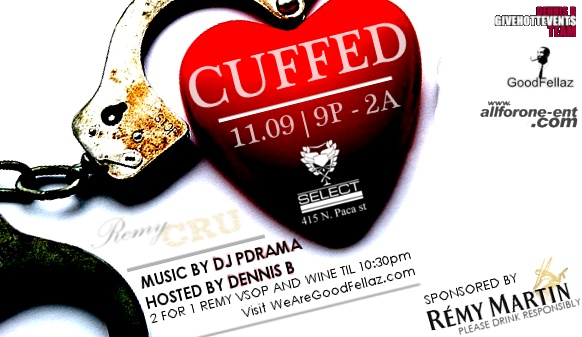 CUFFED
11.09 | 9P - 2A
SELECT
415 N. Paca st
Remy CRU
MUSIC BY DJ PDRAMA
HOSTED BY DENNIS B
2 FOR 1 REMY VSOP AND WINE TIL 10:30pm
Visit WeAreGoodFellaz.com
DENNIS B
GIVEHOTTEVENTS
TEAM
GoodFellaz
www.
allforone-ent
.com
SPONSORED BY
RÉMY MARTIN
PLEASE DRINK RESPONSIBLY